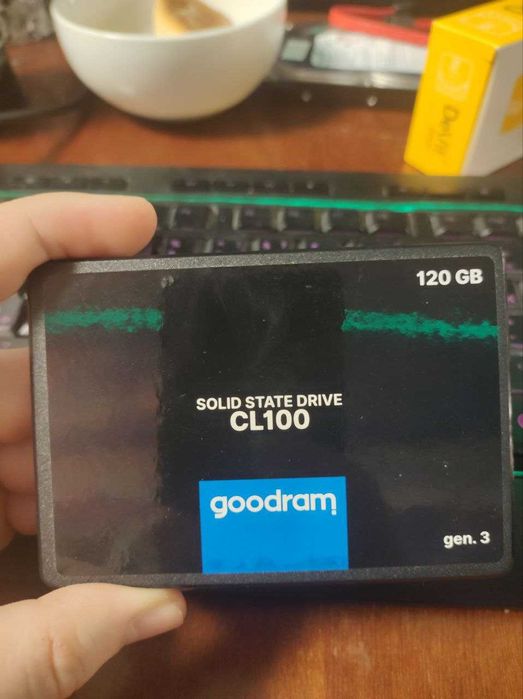 120 GB
SOLID STATE DRIVE
CL100
goodram
gen. 3